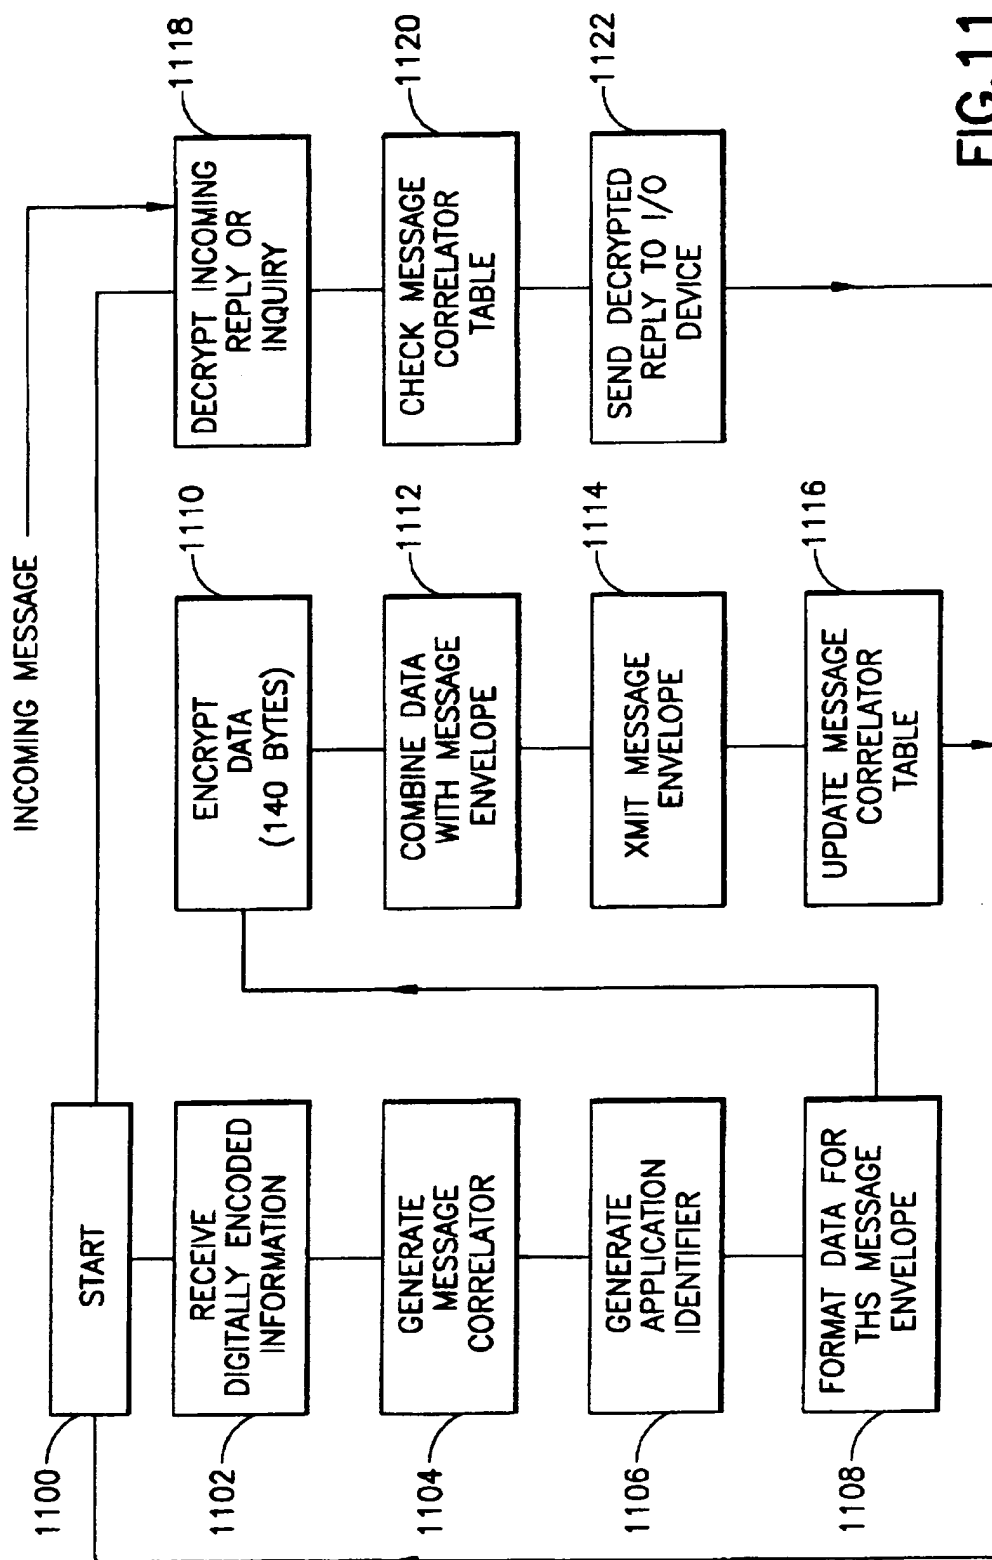 INCOMING MESSAGE
1100
START
1102
RECEIVE
DIGITALLY ENCODED
INFORMATION
1104
GENERATE
MESSAGE
CORRELATOR
1106
GENERATE
APPLICATION
IDENTIFIER
1108
FORMAT DATA FOR
THS MESSAGE
ENVELOPE
1110
ENCRYPT
DATA
(140 BYTES)
1112
COMBINE DATA
WITH MESSAGE
ENVELOPE
1114
XMIT MESSAGE
ENVELOPE
1116
UPDATE MESSAGE
CORRELATOR
TABLE
1118
DECRYPT INCOMING
REPLY OR
INQUIRY
1120
CHECK MESSAGE
CORRELATOR
TABLE
1122
SEND DECRYPTED
REPLY TO I/O
DEVICE
FIG.11